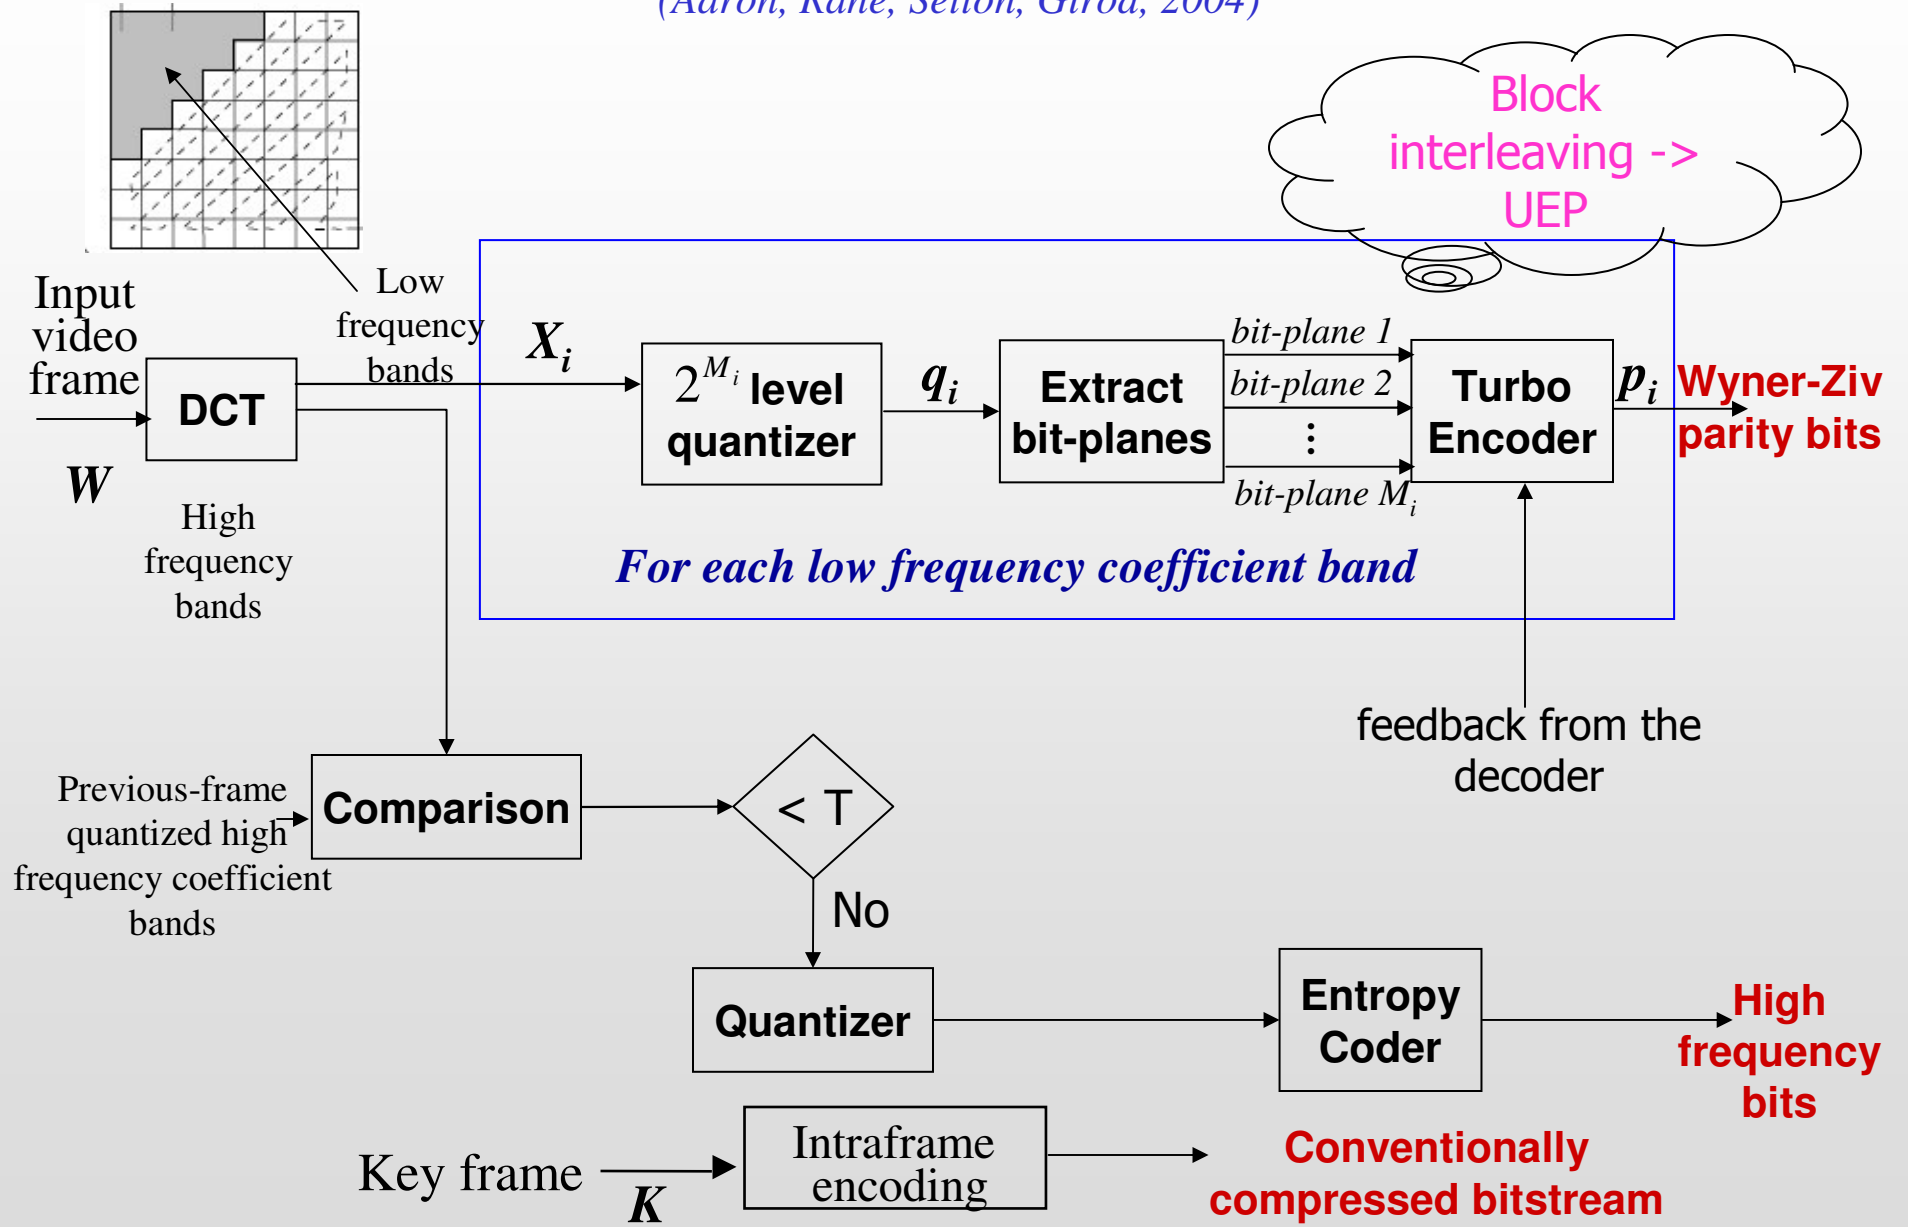 (Aaron, Rane, Setton, Girod, 2004)
Block
interleaving ->
UEP
Input
video
frame
W
DCT
Low
frequency
bands
High
frequency
bands
X_i
2^{M_i} level
quantizer
q_i
Extract
bit-planes
bit-plane 1
bit-plane 2
⋮
bit-plane M_i
Turbo
Encoder
p_i
Wyner-Ziv
parity bits
For each low frequency coefficient band
feedback from the
decoder
Previous-frame
quantized high
frequency coefficient
bands
Comparison
< T
No
Quantizer
Entropy
Coder
High
frequency
bits
Key frame
K
Intraframe
encoding
Conventionally
compressed bitstream